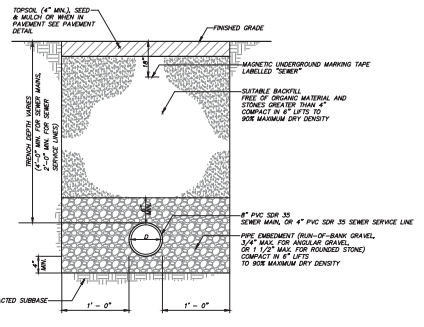 TOPSOIL (4" MIN.), SEED
& MULCH OR WHEN IN
PAVEMENT SEE PAVEMENT
DETAIL
FINISHED GRADE
18"
MAGNETIC UNDERGROUND MARKING TAPE
LABELLED "SEWER"
SUITABLE BACKFILL
FREE OF ORGANIC MATERIAL AND
STONES GREATER THAN 4"
COMPACT IN 6" LIFTS TO
90% MAXIMUM DRY DENSITY
TRENCH DEPTH VARIES
(4'-0" MIN. FOR SEWER MAINS,
2'-0" MIN. FOR SEWER
SERVICE LINES)
MIN.
8" PVC SDR 35
SEWER MAIN, OR 4" PVC SDR 35 SEWER SERVICE LINE
D
PIPE EMBEDMENT (RUN-OF-BANK GRAVEL,
3/4" MAX. FOR ANGULAR GRAVEL,
OR 1 1/2" MAX. FOR ROUNDED STONE)
COMPACT IN 6" LIFTS
TO 90% MAXIMUM DRY DENSITY
4"
MIN.
ACTED SUBBASE
1' - 0"
1' - 0"